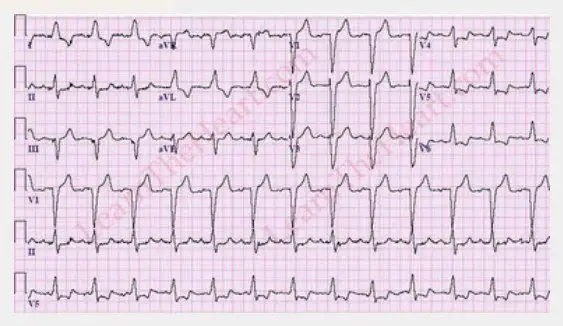 I aVR V1 V4
II aVL V2 V5
III aVF V3 V6
V1
II
V5
LearnTheHeart.com
LearnTheHeart.com